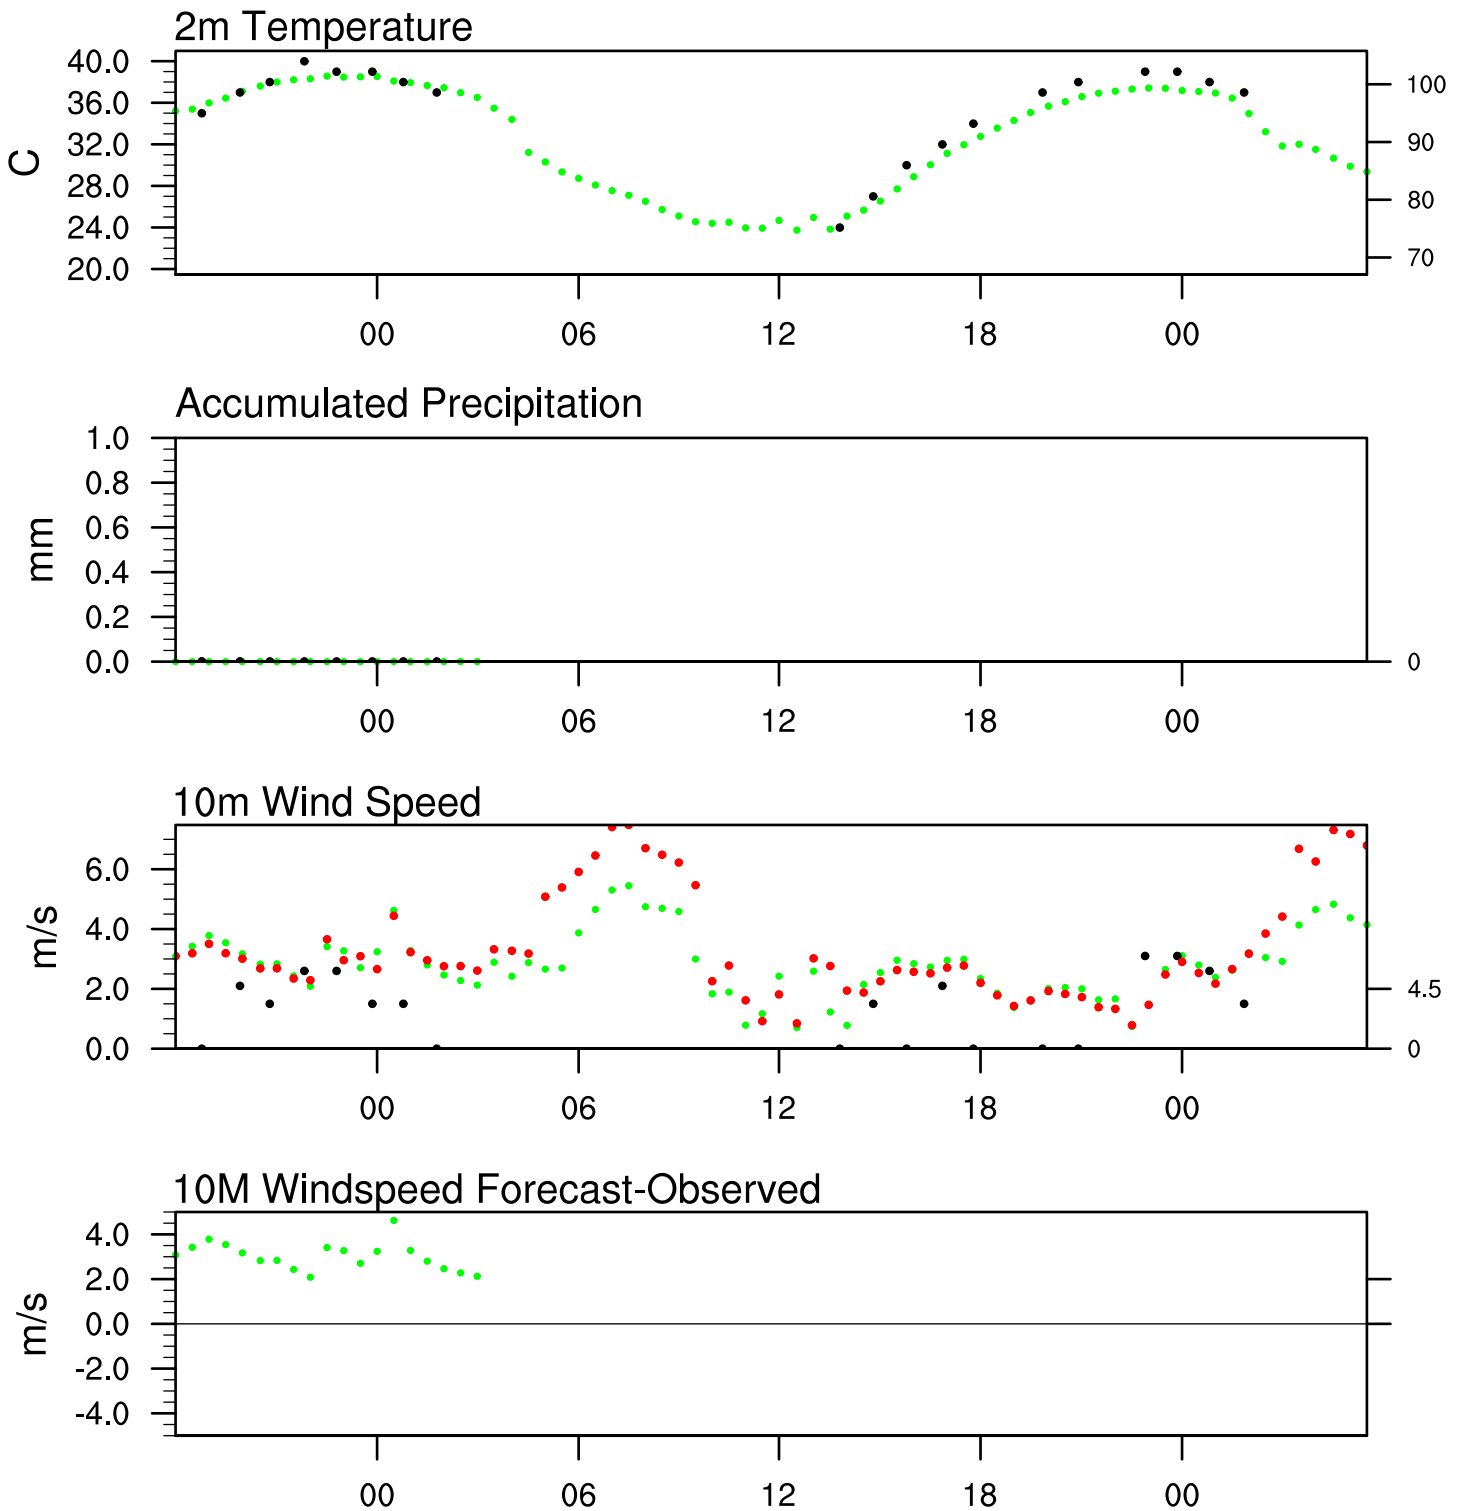 2m Temperature
40.0
36.0
32.0
28.0
24.0
20.0
C
100
90
80
70
00 06 12 18 00
Accumulated Precipitation
1.0
0.8
0.6
0.4
0.2
0.0
mm
0
00 06 12 18 00
10m Wind Speed
6.0
4.0
2.0
0.0
m/s
4.5
0
00 06 12 18 00
10M Windspeed Forecast-Observed
4.0
2.0
0.0
-2.0
-4.0
m/s
00 06 12 18 00